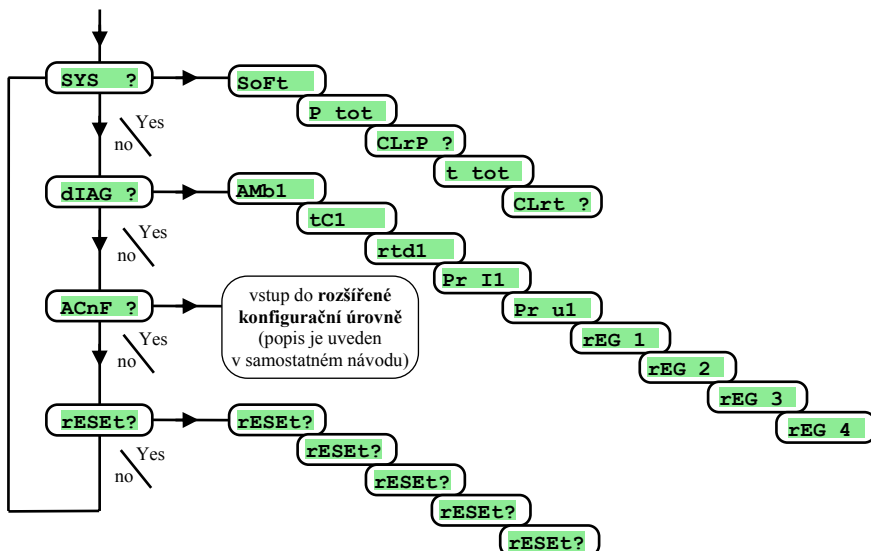 SYS ?
SoFt
P tot
CLrP ?
t tot
CLrt ?
Yes
no
dIAG ?
AMb1
tC1
rtd1
Pr I1
Pr u1
rEG 1
rEG 2
rEG 3
rEG 4
Yes
no
ACnF ?
vstup do rozšířené
konfigurační úrovně
(popis je uveden
v samostatném návodu)
Yes
no
rESEt?
rESEt?
rESEt?
rESEt?
rESEt?
rESEt?
Yes
no